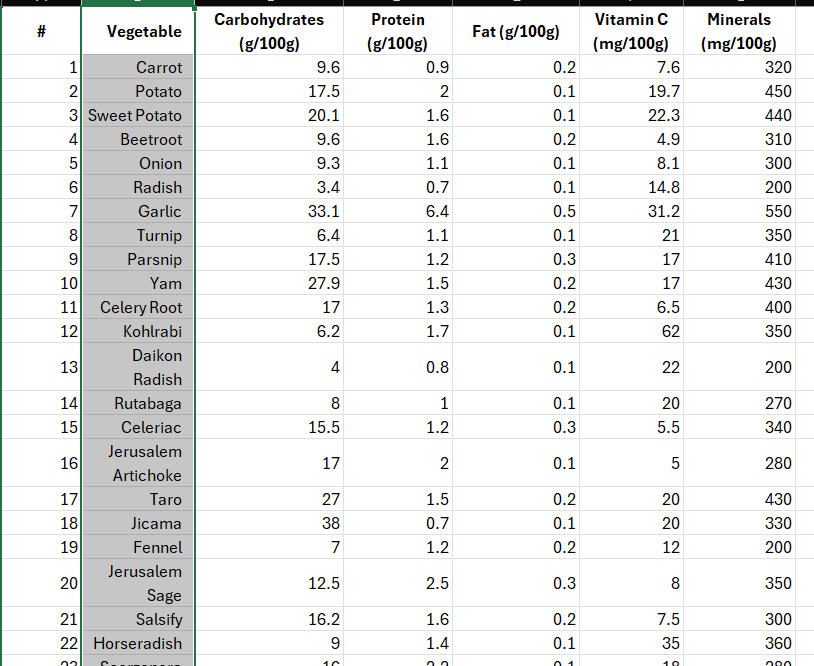 # Vegetable Carbohydrates (g/100g) Protein (g/100g) Fat (g/100g) Vitamin C (mg/100g) Minerals (mg/100g)
1 Carrot 9.6 0.9 0.2 7.6 320
2 Potato 17.5 2 0.1 19.7 450
3 Sweet Potato 20.1 1.6 0.1 22.3 440
4 Beetroot 9.6 1.6 0.2 4.9 310
5 Onion 9.3 1.1 0.1 8.1 300
6 Radish 3.4 0.7 0.1 14.8 200
7 Garlic 33.1 6.4 0.5 31.2 550
8 Turnip 6.4 1.1 0.1 21 350
9 Parsnip 17.5 1.2 0.3 17 410
10 Yam 27.9 1.5 0.2 17 430
11 Celery Root 17 1.3 0.2 6.5 400
12 Kohlrabi 6.2 1.7 0.1 62 350
13 Daikon Radish 4 0.8 0.1 22 200
14 Rutabaga 8 1 0.1 20 270
15 Celeriac 15.5 1.2 0.3 5.5 340
16 Jerusalem Artichoke 17 2 0.1 5 280
17 Taro 27 1.5 0.2 20 430
18 Jicama 38 0.7 0.1 20 330
19 Fennel 7 1.2 0.2 12 200
20 Jerusalem Sage 12.5 2.5 0.3 8 350
21 Salsify 16.2 1.6 0.2 7.5 300
22 Horseradish 9 1.4 0.1 35 360